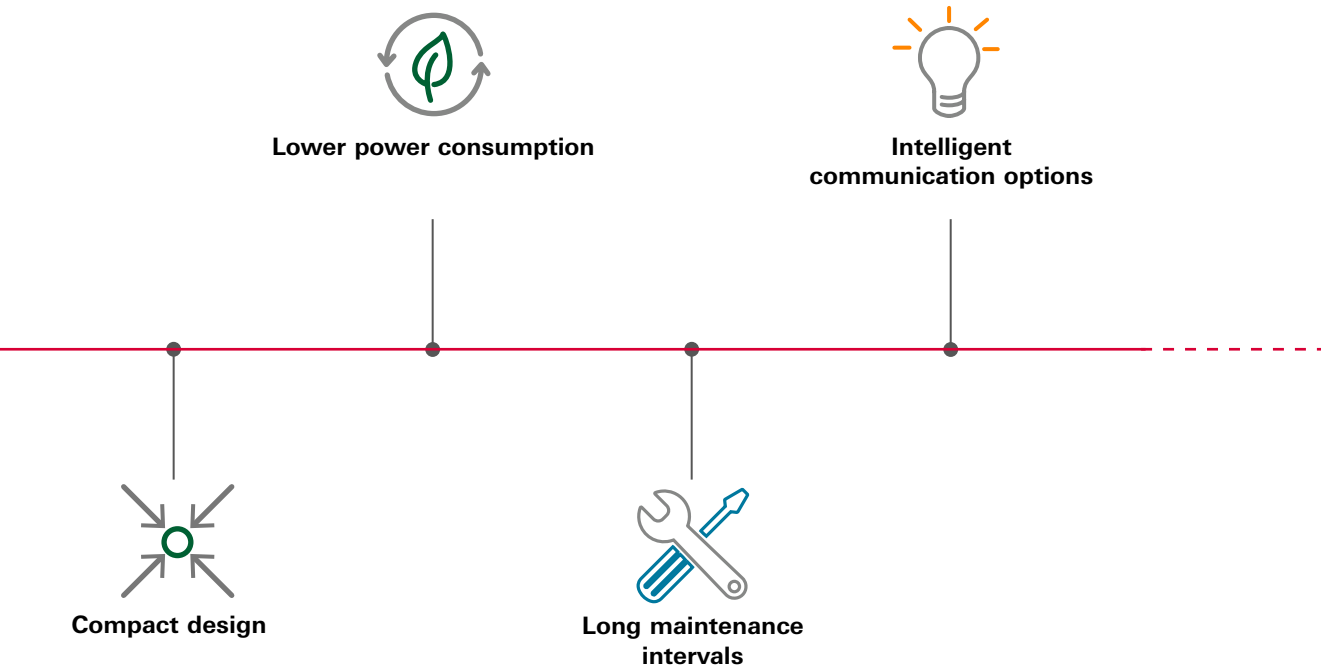 Lower power consumption
Intelligent
communication options
Compact design
Long maintenance
intervals